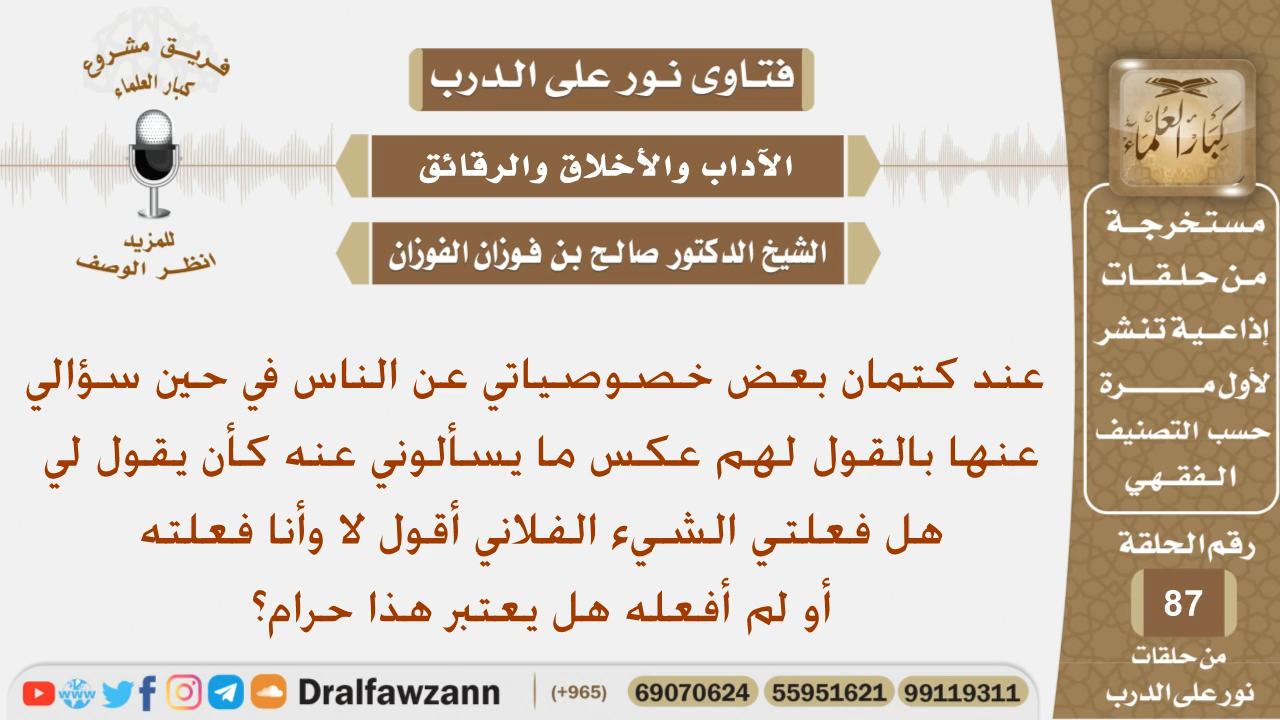 فريق مشروع
كبار العلماء
للمزيد
انظر الوصف
فتاوى نور على الدرب
الآداب والأخلاق والرقائق
الشيخ الدكتور صالح بن فوزان الفوزان
عند كتمان بعض خصوصياتي عن الناس في حين سؤالي
عنها بالقول لهم عكس ما يسألوني عنه كأن يقول لي
هل فعلتي الشيء الفلاني أقول لا وأنا فعلته
أو لم أفعله هل يعتبر هذا حرام؟
كبار العلماء
مستخرجة
من حلقات
إذاعية تنشر
لأول مرة
حسب التصنيف
الفقهي
رقم الحلقة
87
من حلقات
نور على الدرب
www Dralfawzann (+965) 69070624 55951621 99119311